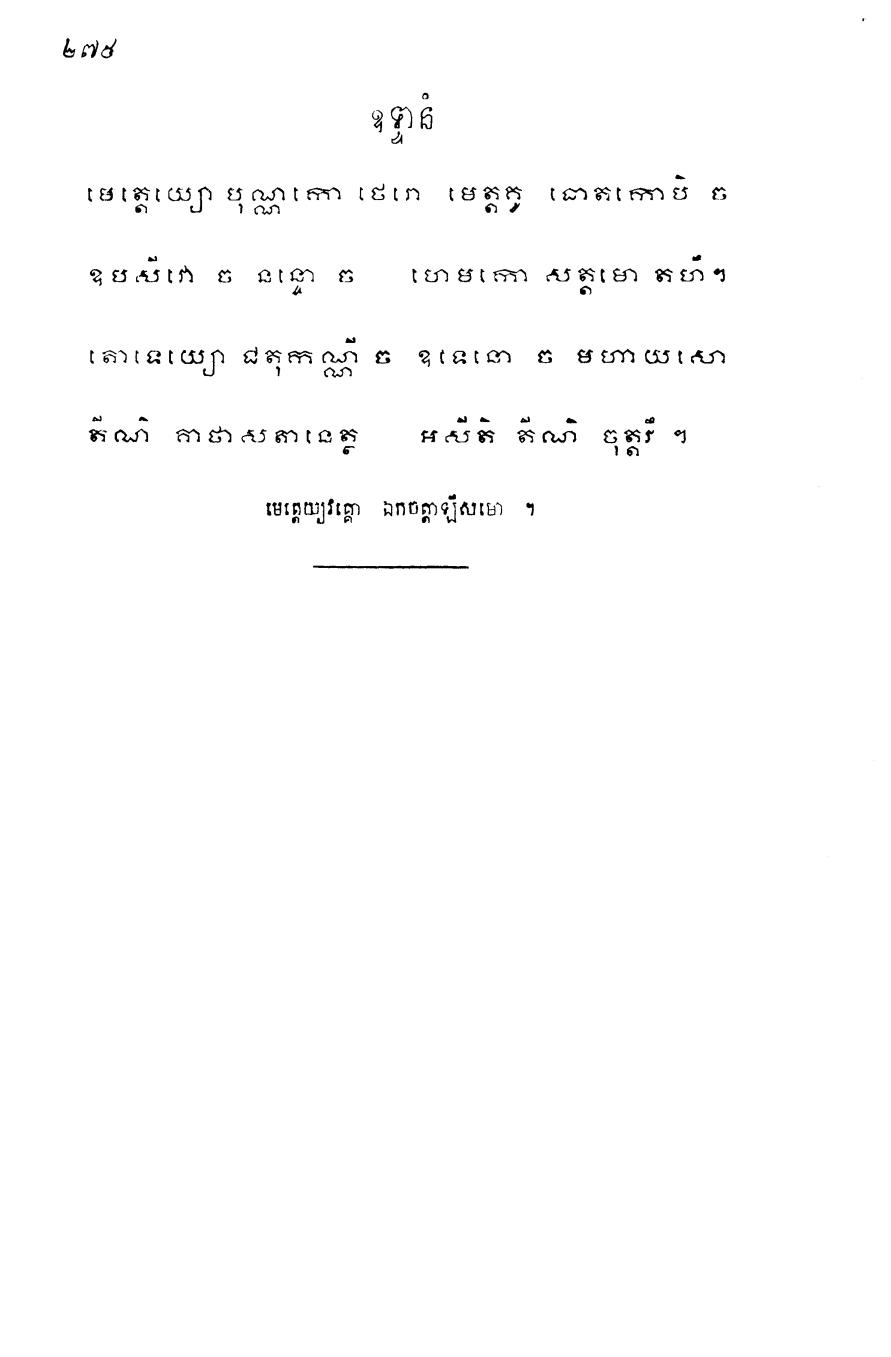 ២៧៥
ឧទ្ទានំ
មេត្តេយ្យោ បុណ្ណកោ ថេរោ មេត្តគូ ធោតកោបិ ច
ឧបសីវោ ច នន្ទោ ច ហេមកោ សត្តមោ តហឹ។
តោទេយ្យោ ជតុកណ្ណី ច ឧទេនោ ច មហាយសោ
តីណិ គាថាសតានេត្ថ អសីតិ តីណិ ចុត្តរឹ ។
មេត្តេយ្យវគ្គោ ឯកចត្តាឡីសមោ ។